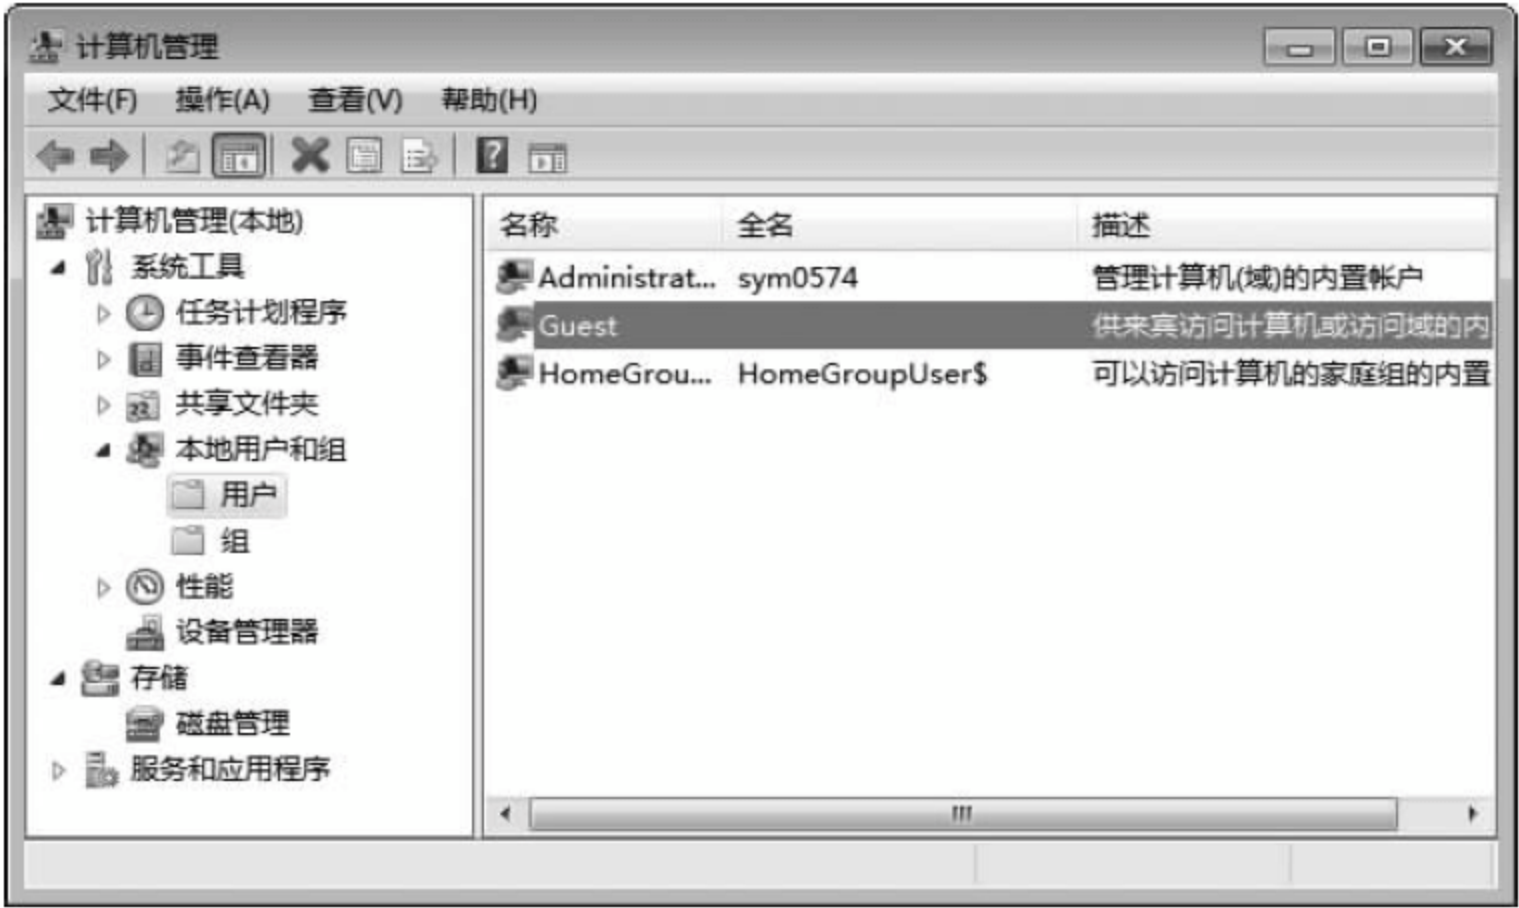 计算机管理
文件(F) 操作(A) 查看(V) 帮助(H)
计算机管理(本地)
系统工具
任务计划程序
事件查看器
共享文件夹
本地用户和组
用户
组
性能
设备管理器
存储
磁盘管理
服务和应用程序
名称 全名 描述
Administrat... sym0574 管理计算机(域)的内置帐户
Guest 供来宾访问计算机或访问域的内
HomeGrou... HomeGroupUser$ 可以访问计算机的家庭组的内置